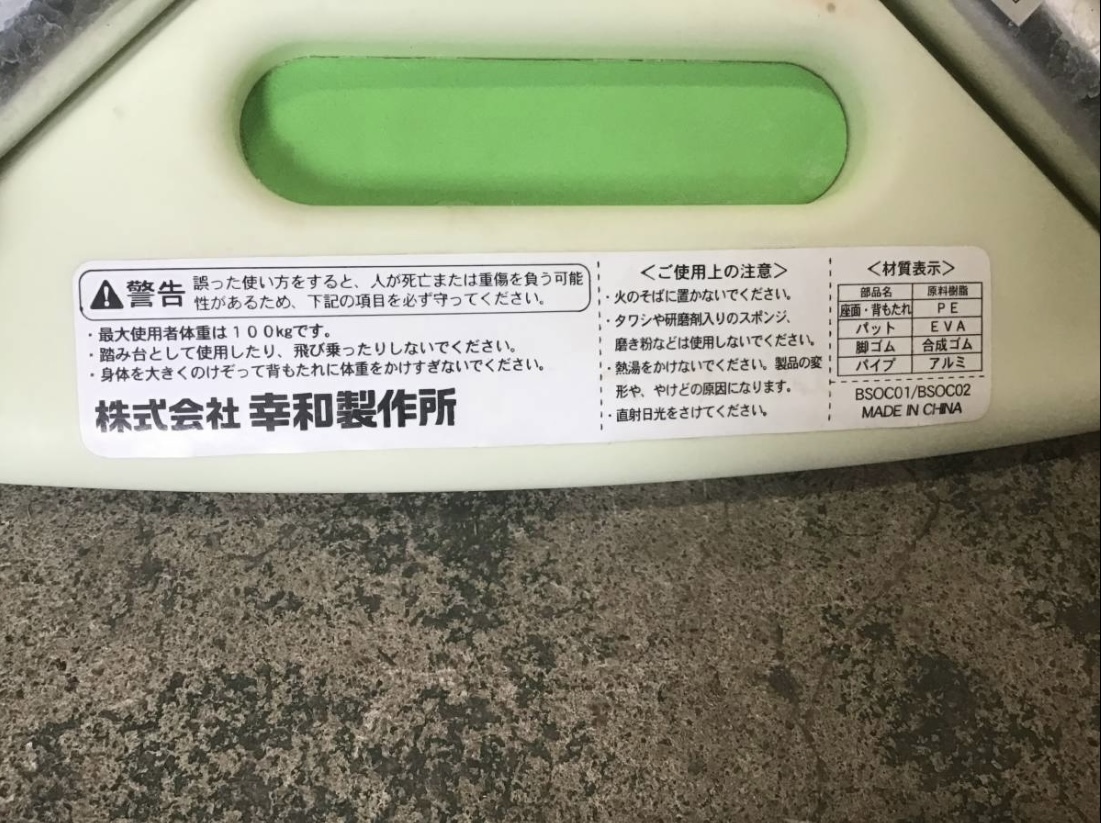 警告
誤った使い方をすると、人が死亡または重傷を負う可能
性があるため、下記の項目を必ず守ってください。
・最大使用者体重は100kgです。
・踏み台として使用したり、飛び乗ったりしないでください。
・身体を大きくのけぞって背もたれに体重をかけすぎないでください。
株式会社 幸和製作所
<ご使用上の注意>
・火のそばに置かないでください。
・タワシや研磨剤入りのスポンジ、
磨き粉などは使用しないでください。
・熱湯をかけないでください。製品の変
形や、やけどの原因になります。
・直射日光をさけてください。
<材質表示>
部品名 原料樹脂
座面・背もたれ PE
パット EVA
脚ゴム 合成ゴム
パイプ アルミ
BSOC01/BSOC02
MADE IN CHINA